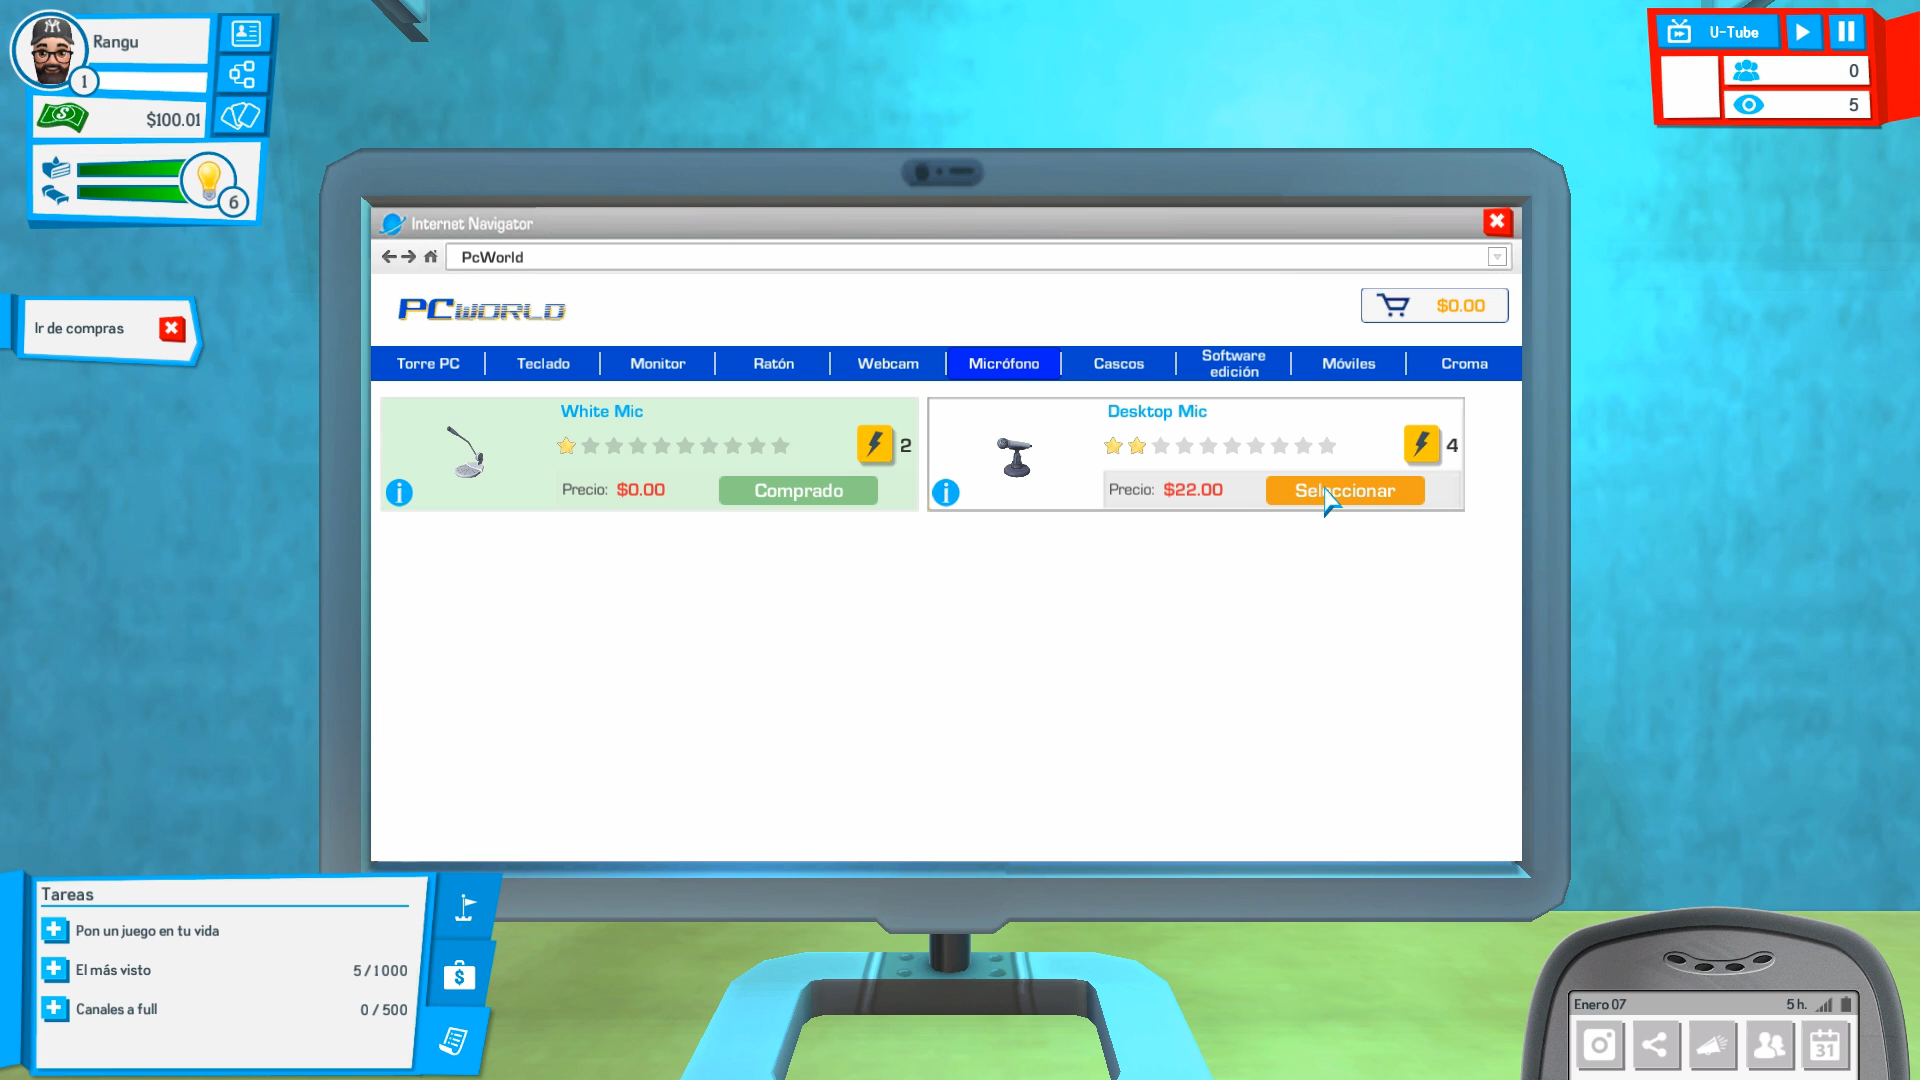 Rangu
1
$100.01
6
U-Tube
0
5
Ir de compras
Internet Navigator
PcWorld
PCWORLD
$0.00
Torre PC
Teclado
Monitor
Ratón
Webcam
Micrófono
Cascos
Software edición
Móviles
Croma
White Mic
2
Precio: $0.00
Comprado
Desktop Mic
4
Precio: $22.00
Seleccionar
Tareas
Pon un juego en tu vida
El más visto 5/1000
Canales a full 0/500
Enero 07 5 h.
31